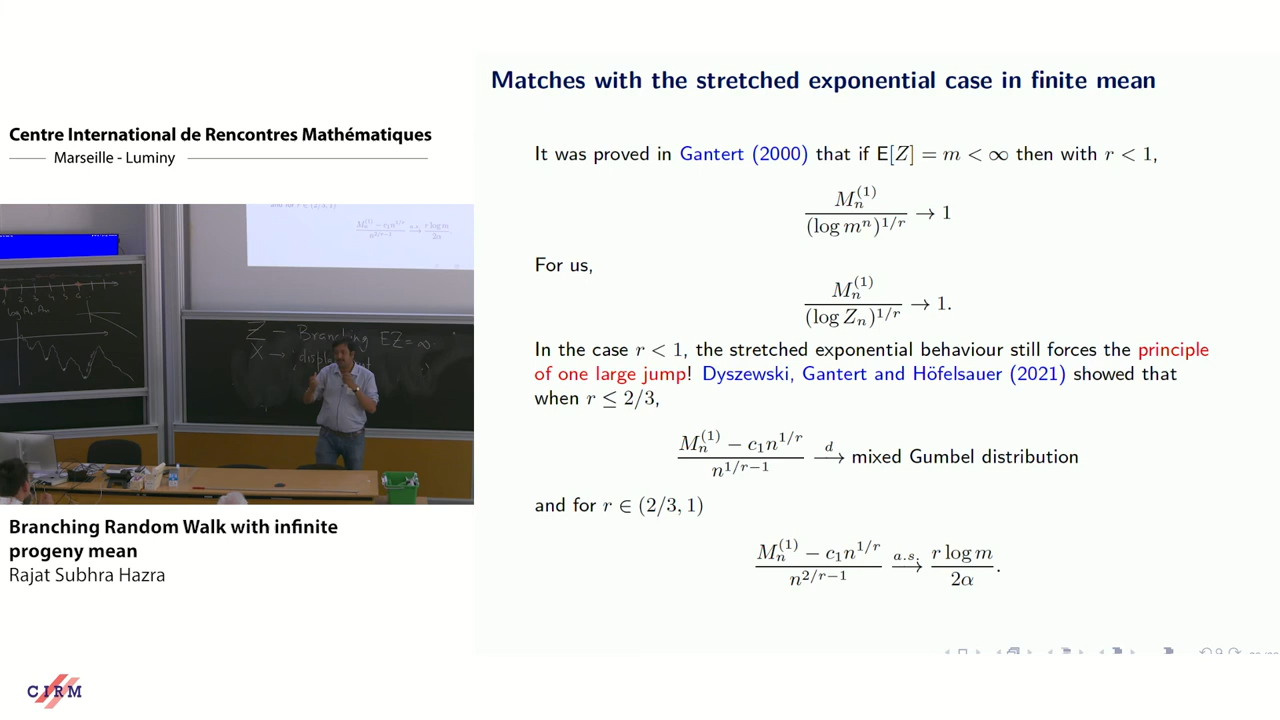 Centre International de Rencontres Mathématiques
Marseille - Luminy
Matches with the stretched exponential case in finite mean
It was proved in Gantert (2000) that if E[Z] = m < ∞ then with r < 1,
M_n^{(1)} / (log m^n)^{1/r} → 1
For us,
M_n^{(1)} / (log Z_n)^{1/r} → 1.
In the case r < 1, the stretched exponential behaviour still forces the principle
of one large jump! Dyszewski, Gantert and Höfelsauer (2021) showed that
when r ≤ 2/3,
(M_n^{(1)} − c_1 n^{1/r}) / n^{1/r−1} →^d mixed Gumbel distribution
and for r ∈ (2/3, 1)
(M_n^{(1)} − c_1 n^{1/r}) / n^{2/r−1} →^{a.s.} r log m / 2α.
Z – Branching EZ = ∞
X →
Branching Random Walk with infinite
progeny mean
Rajat Subhra Hazra
CIRM